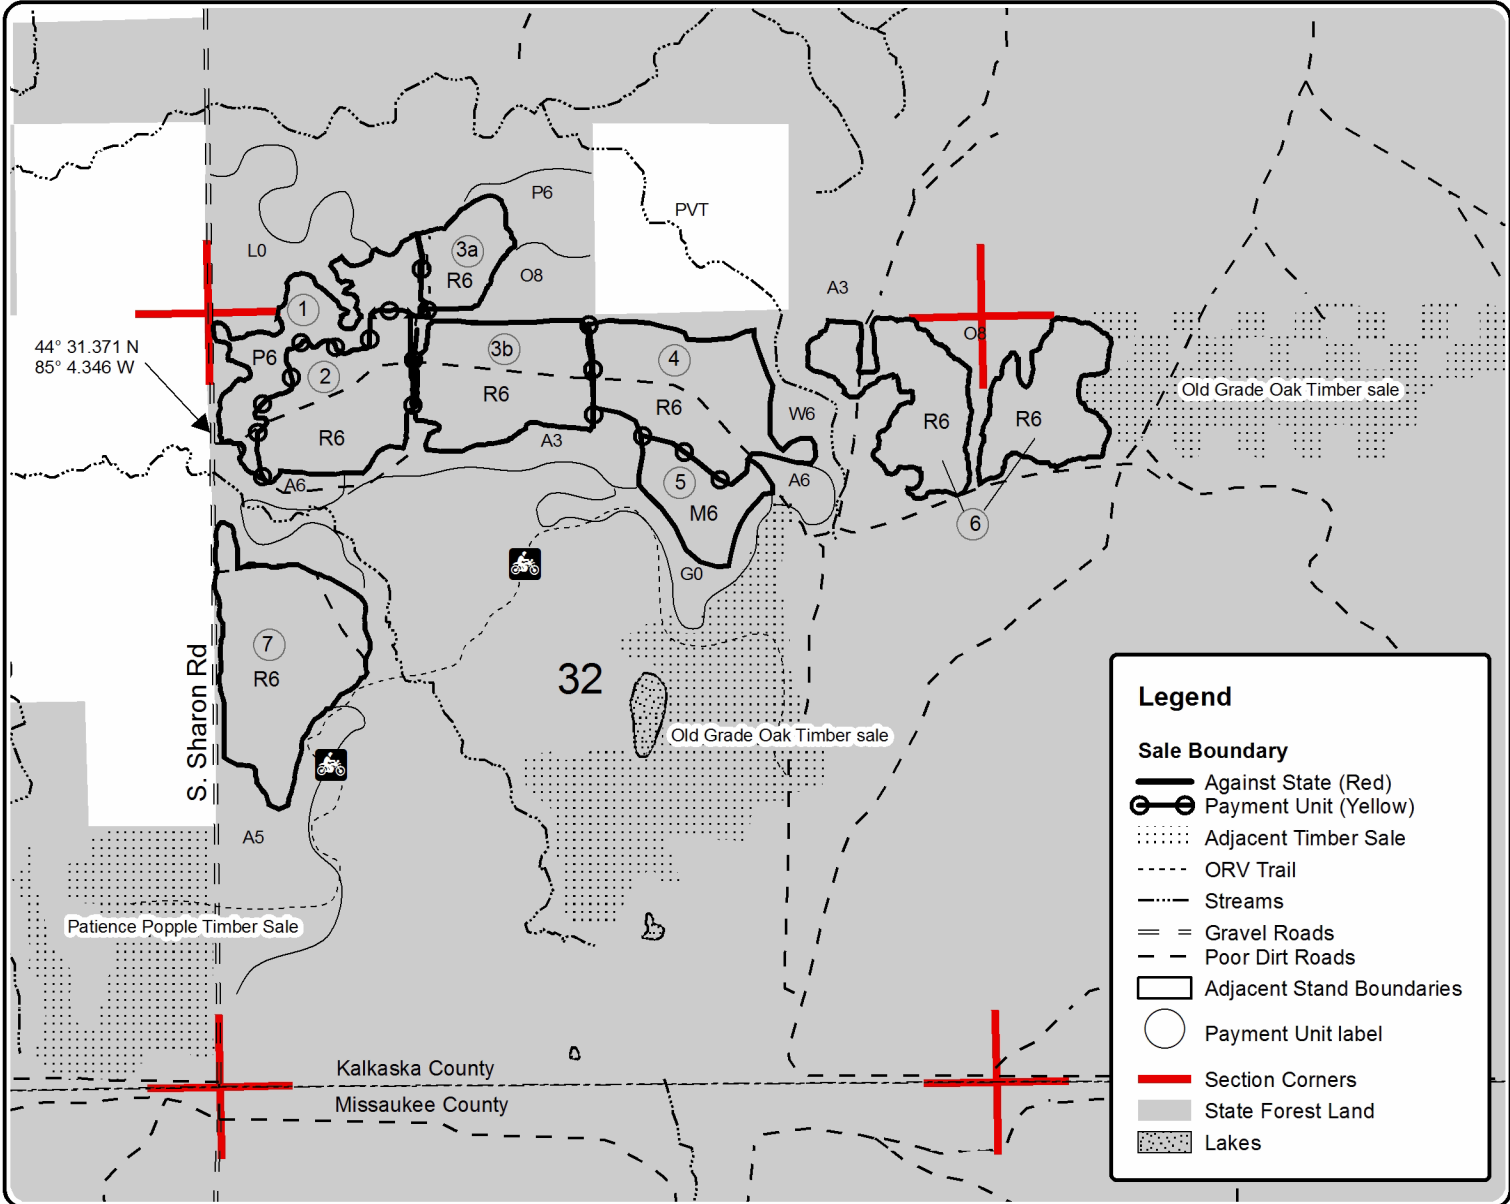 P6
PVT
L0
3a
R6
O8
A3
1
O8
44° 31.371 N
85° 4.346 W
P6
2
3b
4
R6
R6
W6
R6
R6
Old Grade Oak Timber sale
R6
A3
A6
5
M6
A6
6
G0
7
R6
S. Sharon Rd
32
Old Grade Oak Timber sale
A5
Patience Popple Timber Sale
Kalkaska County
Missaukee County
Legend
Sale Boundary
Against State (Red)
Payment Unit (Yellow)
Adjacent Timber Sale
ORV Trail
Streams
Gravel Roads
Poor Dirt Roads
Adjacent Stand Boundaries
Payment Unit label
Section Corners
State Forest Land
Lakes